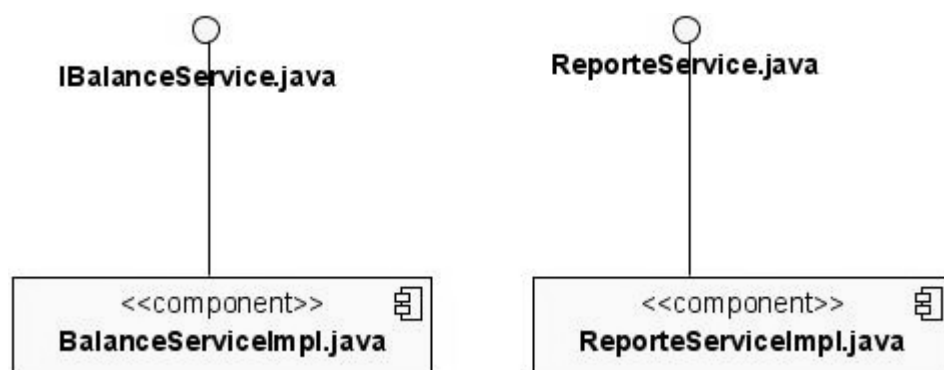 IBalanceService.java
ReporteService.java
<<component>>
BalanceServiceImpl.java
<<component>>
ReporteServiceImpl.java